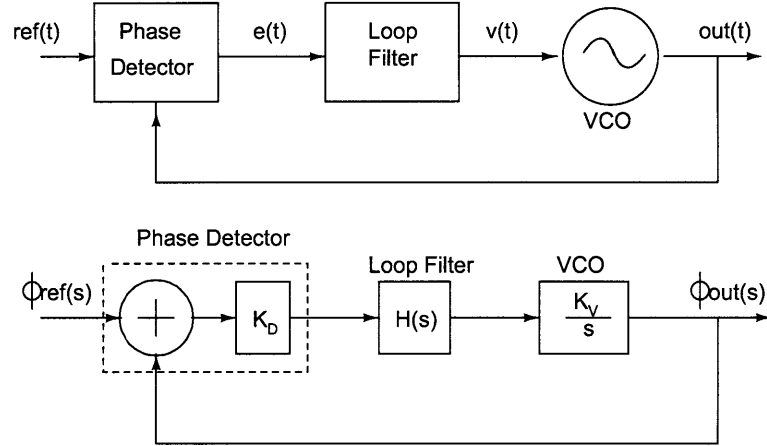 ref(t)
Phase
Detector
e(t)
Loop
Filter
v(t)
out(t)
VCO
Phase Detector
Loop Filter
VCO
ϕref(s)
+
K_D
H(s)
K_V
s
ϕout(s)